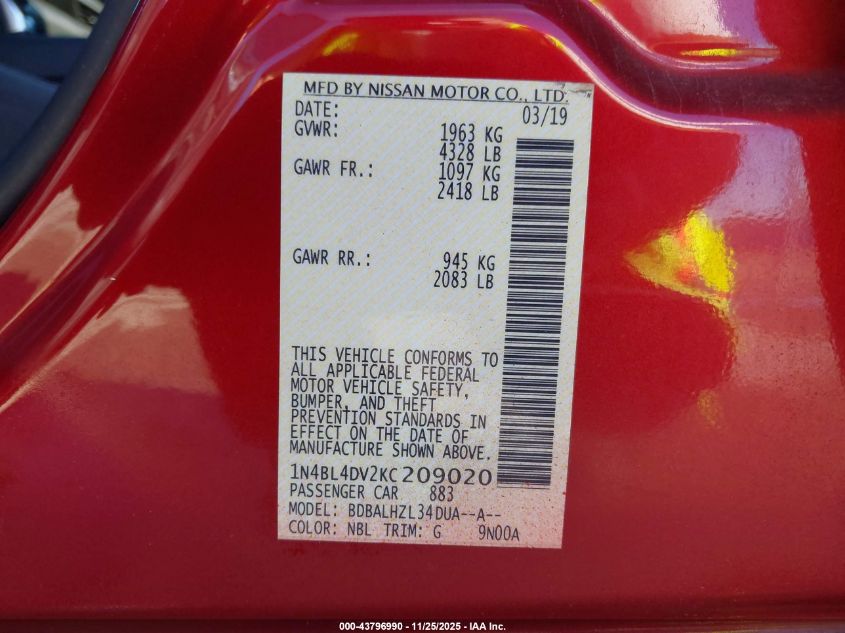 MFD BY NISSAN MOTOR CO., LTD.
DATE: 03/19
GVWR: 1963 KG
4328 LB
GAWR FR.: 1097 KG
2418 LB
GAWR RR.: 945 KG
2083 LB
THIS VEHICLE CONFORMS TO
ALL APPLICABLE FEDERAL
MOTOR VEHICLE SAFETY,
BUMPER, AND THEFT
PREVENTION STANDARDS IN
EFFECT ON THE DATE OF
MANUFACTURE SHOWN ABOVE.
1N4BL4DV2KC209020
PASSENGER CAR 883
MODEL: BDBALHZL34DUA--A--
COLOR: NBL TRIM: G 9N00A
000-43796990 - 11/25/2025 - IAA Inc.